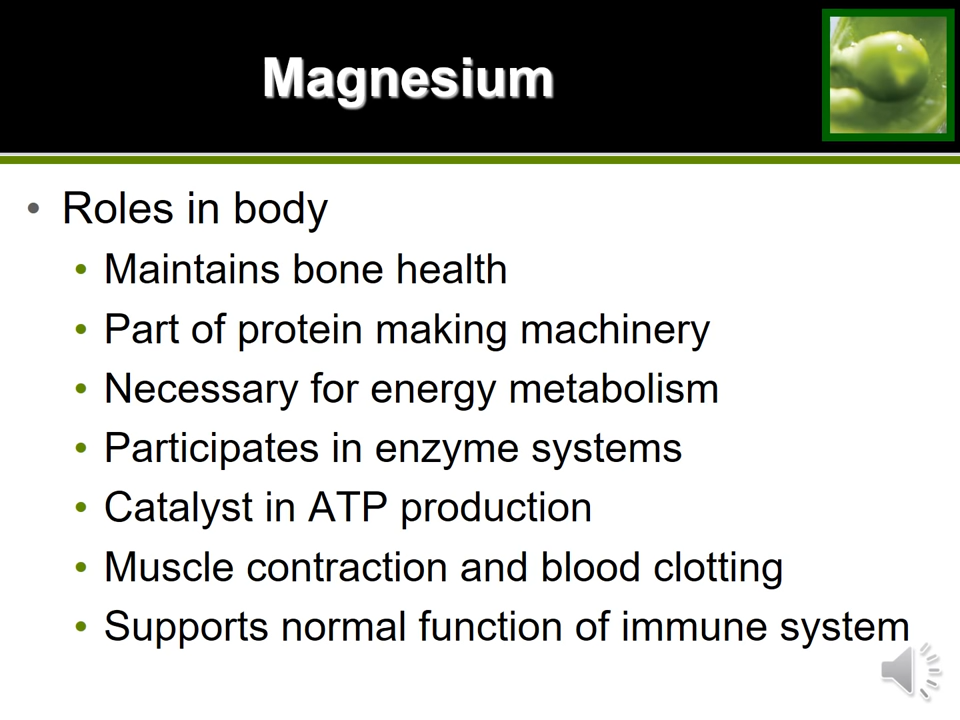 Magnesium
• Roles in body
• Maintains bone health
• Part of protein making machinery
• Necessary for energy metabolism
• Participates in enzyme systems
• Catalyst in ATP production
• Muscle contraction and blood clotting
• Supports normal function of immune system